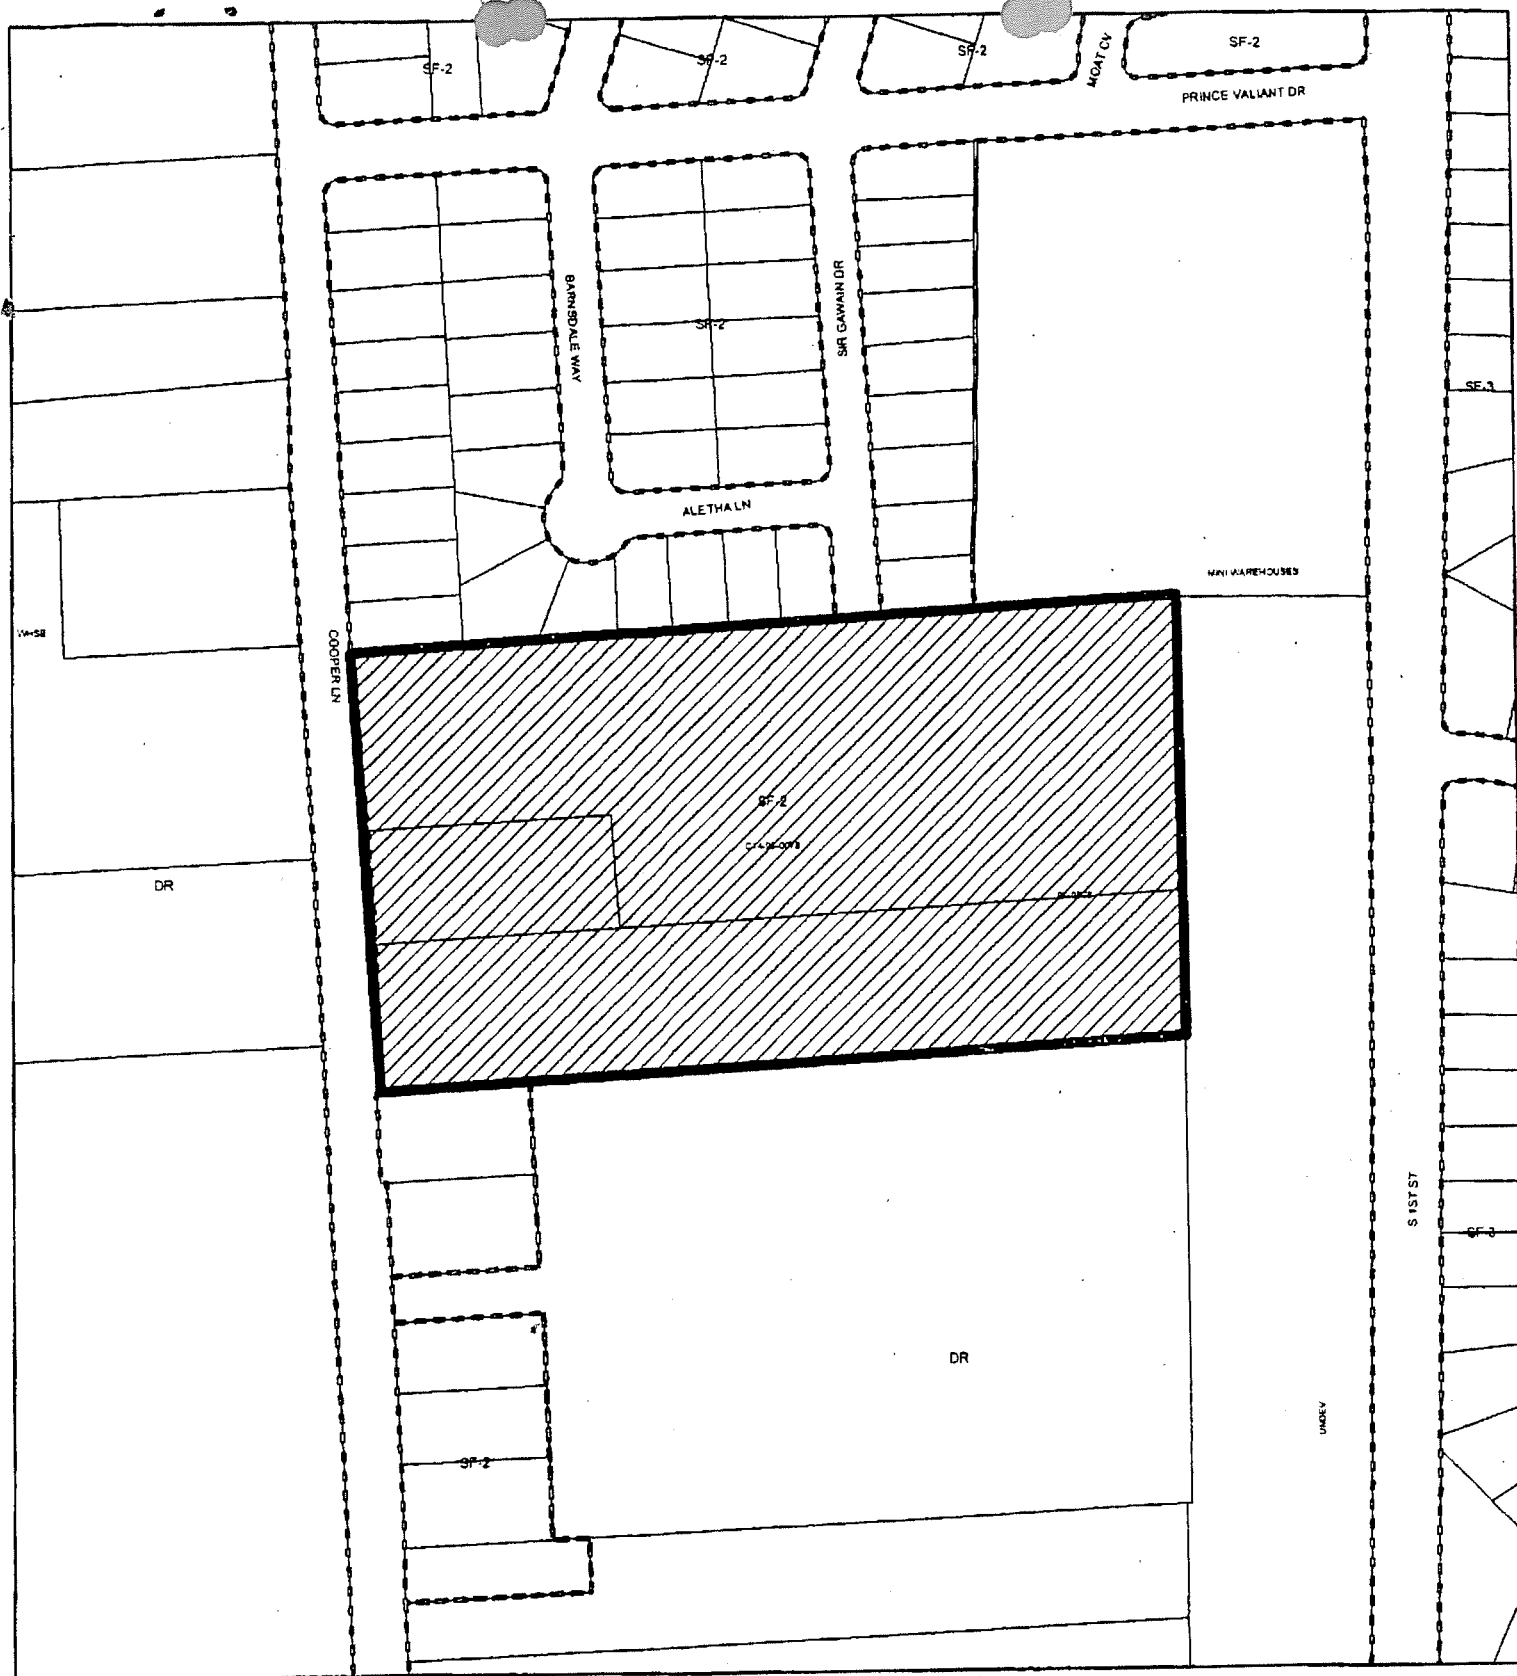 SF-2
SF-2
SF-2
MOAT CV
SF-2
PRINCE VALIANT DR
BARNSDALE WAY
SF-2
SIR GAWAIN DR
SF-3
ALETHA LN
MINI WAREHOUSES
WHSE
COOPER LN
SF-2
DR
S 1ST ST
SF-3
DR
UNDEV
SF-2